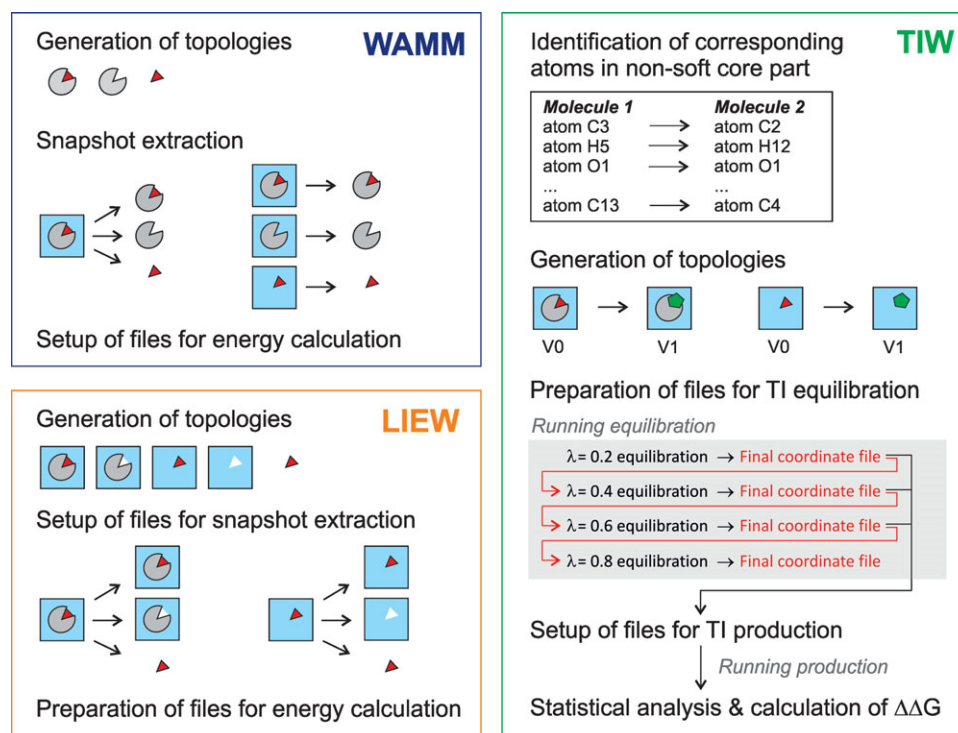 WAMM
Generation of topologies
Snapshot extraction
Setup of files for energy calculation
LIEW
Generation of topologies
Setup of files for snapshot extraction
Preparation of files for energy calculation
TIW
Identification of corresponding
atoms in non-soft core part
Molecule 1 Molecule 2
atom C3 → atom C2
atom H5 → atom H12
atom O1 → atom O1
... ...
atom C13 → atom C4
Generation of topologies
V0 V1 V0 V1
Preparation of files for TI equilibration
Running equilibration
λ = 0.2 equilibration → Final coordinate file
λ = 0.4 equilibration → Final coordinate file
λ = 0.6 equilibration → Final coordinate file
λ = 0.8 equilibration → Final coordinate file
Setup of files for TI production
Running production
Statistical analysis & calculation of ΔΔG